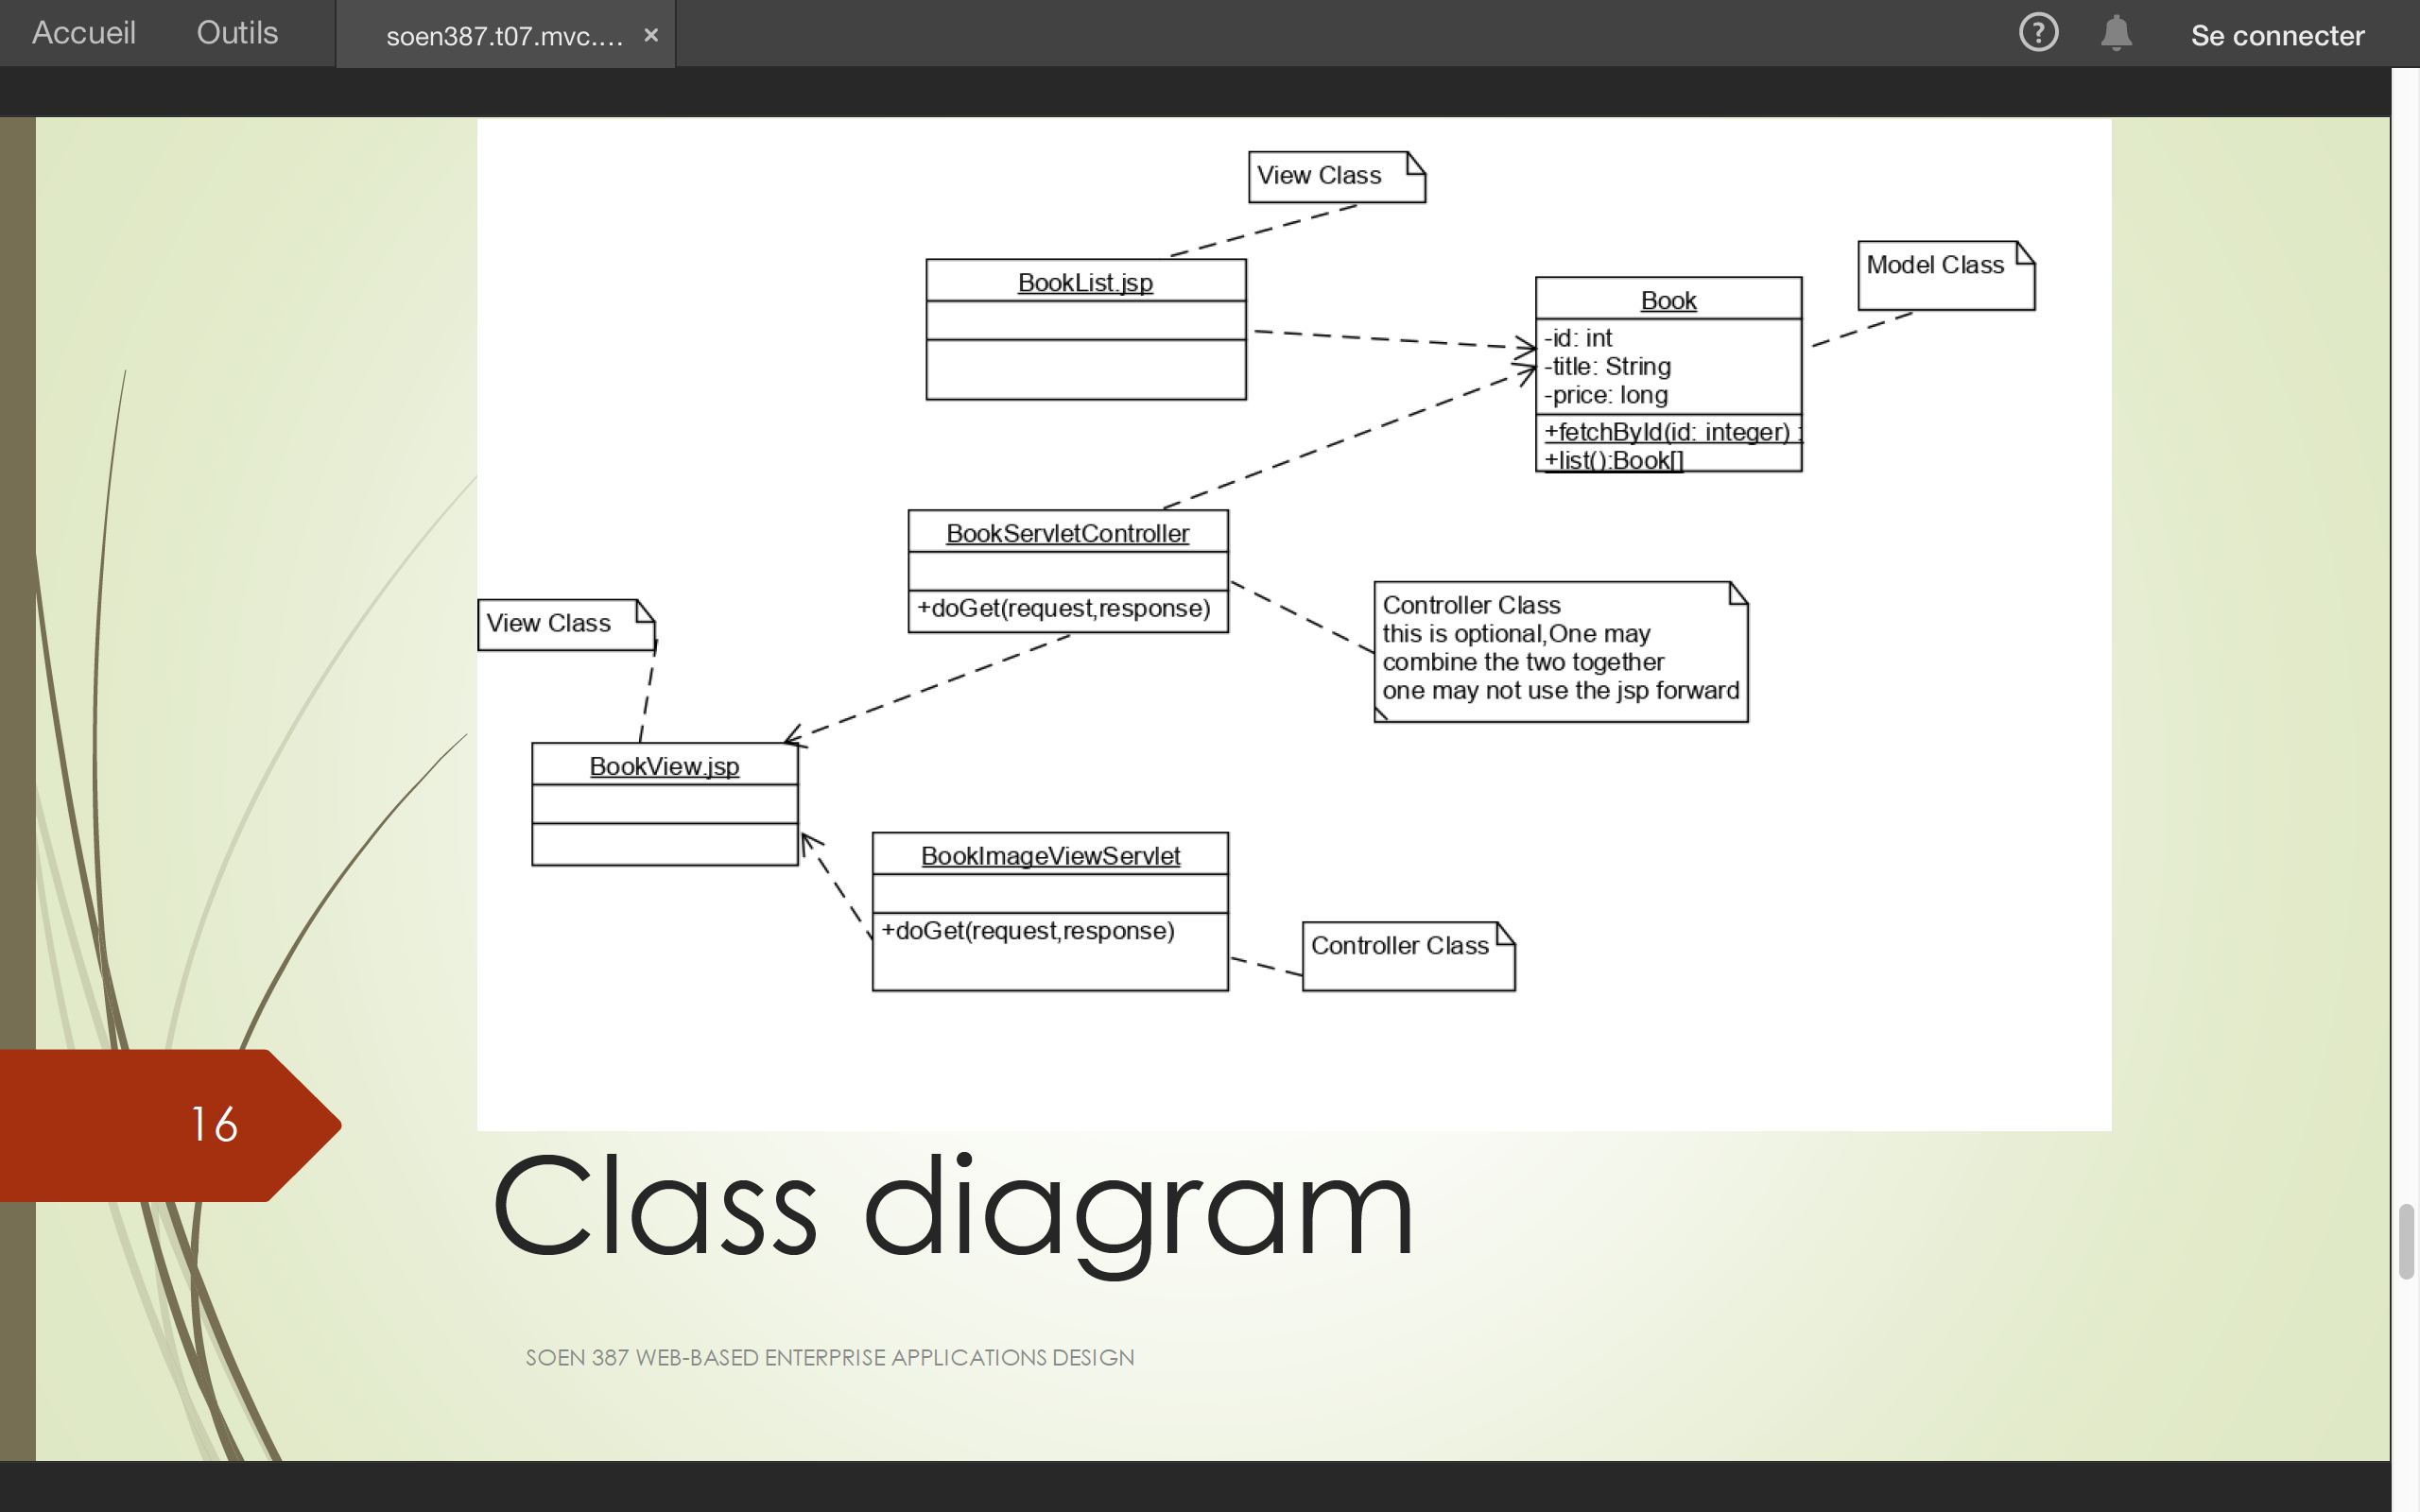 Accueil
Outils
soen387.t07.mvc.... ×
?
Se connecter
View Class
Model Class
BookList.jsp
Book
-id: int
-title: String
-price: long
+fetchById(id: integer) :
+list():Book[]
BookServletController
+doGet(request,response)
View Class
Controller Class
this is optional,One may
combine the two together
one may not use the jsp forward
BookView.jsp
BookImageViewServlet
+doGet(request,response)
Controller Class
16
Class diagram
SOEN 387 WEB-BASED ENTERPRISE APPLICATIONS DESIGN